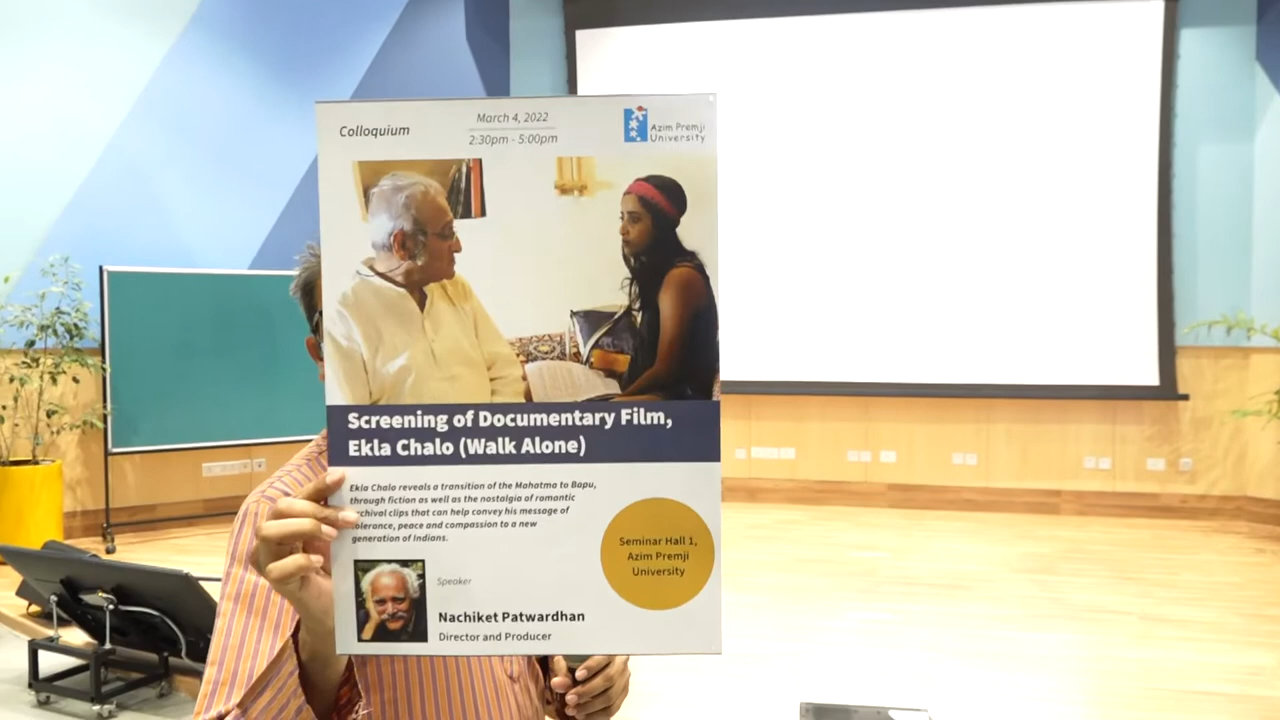 Colloquium
March 4, 2022
2:30pm - 5:00pm
Azim Premji
University
Screening of Documentary Film,
Ekla Chalo (Walk Alone)
Ekla Chalo reveals a transition of the Mahatma to Bapu,
through fiction as well as the nostalgia of romantic
archival clips that can help convey his message of
tolerance, peace and compassion to a new
generation of Indians.
Seminar Hall 1,
Azim Premji
University
Speaker
Nachiket Patwardhan
Director and Producer